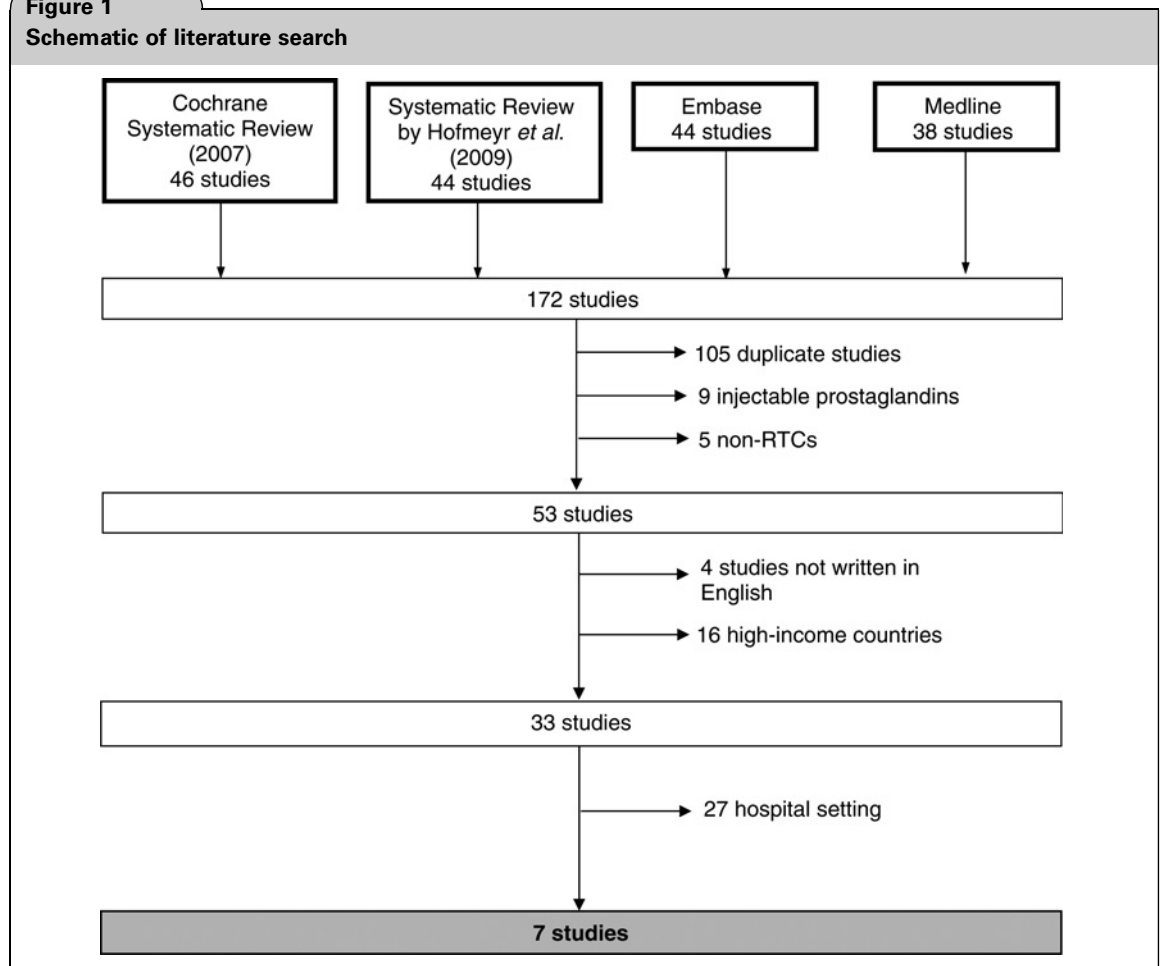 Figure 1
Schematic of literature search
Cochrane
Systematic Review
(2007)
46 studies
Systematic Review
by Hofmeyr et al.
(2009)
44 studies
Embase
44 studies
Medline
38 studies
172 studies
105 duplicate studies
9 injectable prostaglandins
5 non-RTCs
53 studies
4 studies not written in
English
16 high-income countries
33 studies
27 hospital setting
7 studies